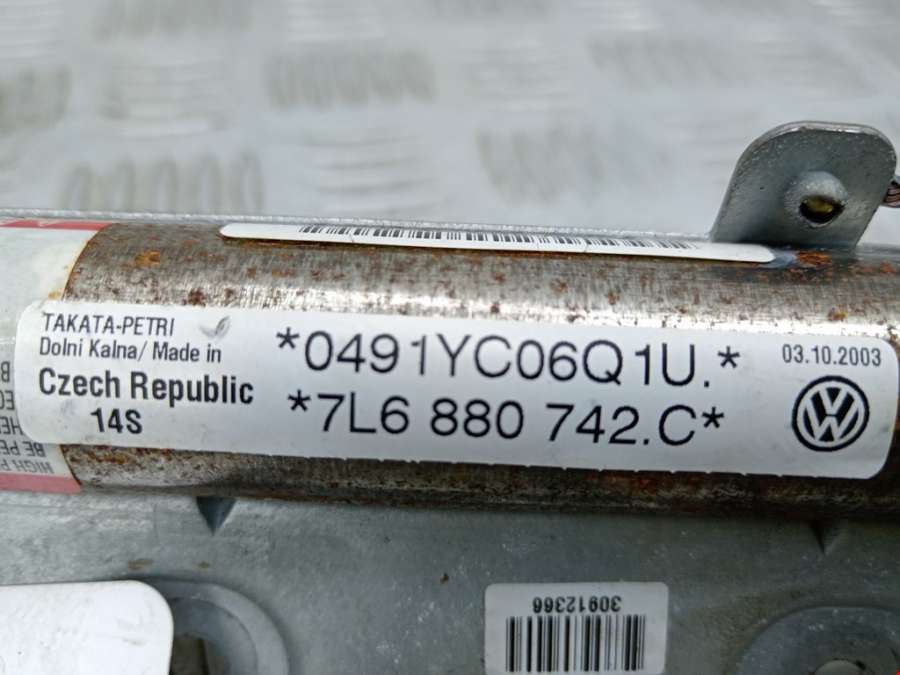 TAKATA-PETRI
Dolni Kalna/ Made in
Czech Republic
14S
*0491YC06Q1U.*
*7L6 880 742.C*
03.10.2003
30912366